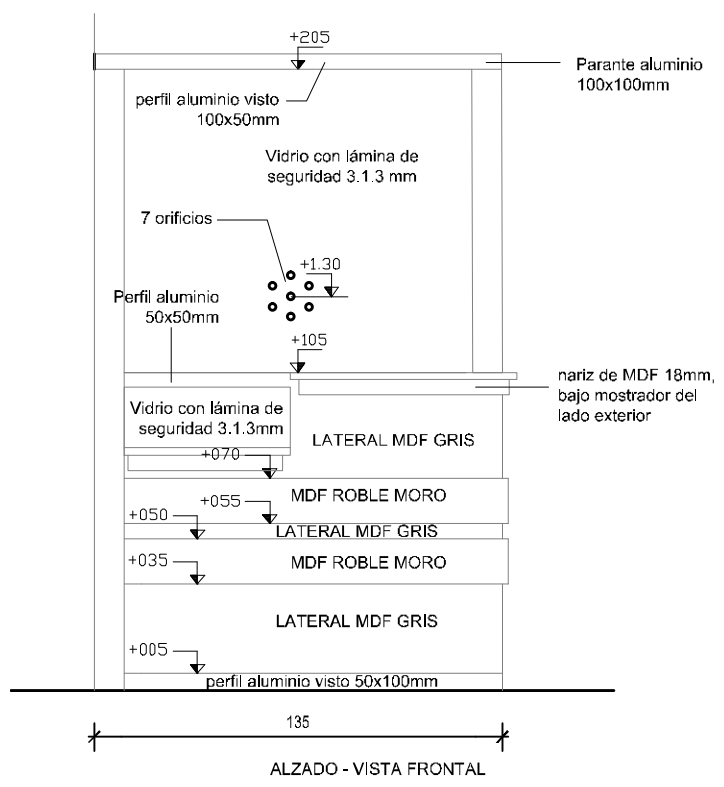 +205
Parante aluminio
100x100mm
perfil aluminio visto
100x50mm
Vidrio con lámina de
seguridad 3.1.3 mm
7 orificios
+1.30
Perfil aluminio
50x50mm
+105
nariz de MDF 18mm,
bajo mostrador del
lado exterior
Vidrio con lámina de
seguridad 3.1.3mm
LATERAL MDF GRIS
+070
MDF ROBLE MORO
+055
+050
LATERAL MDF GRIS
+035
MDF ROBLE MORO
LATERAL MDF GRIS
+005
perfil aluminio visto 50x100mm
135
ALZADO - VISTA FRONTAL